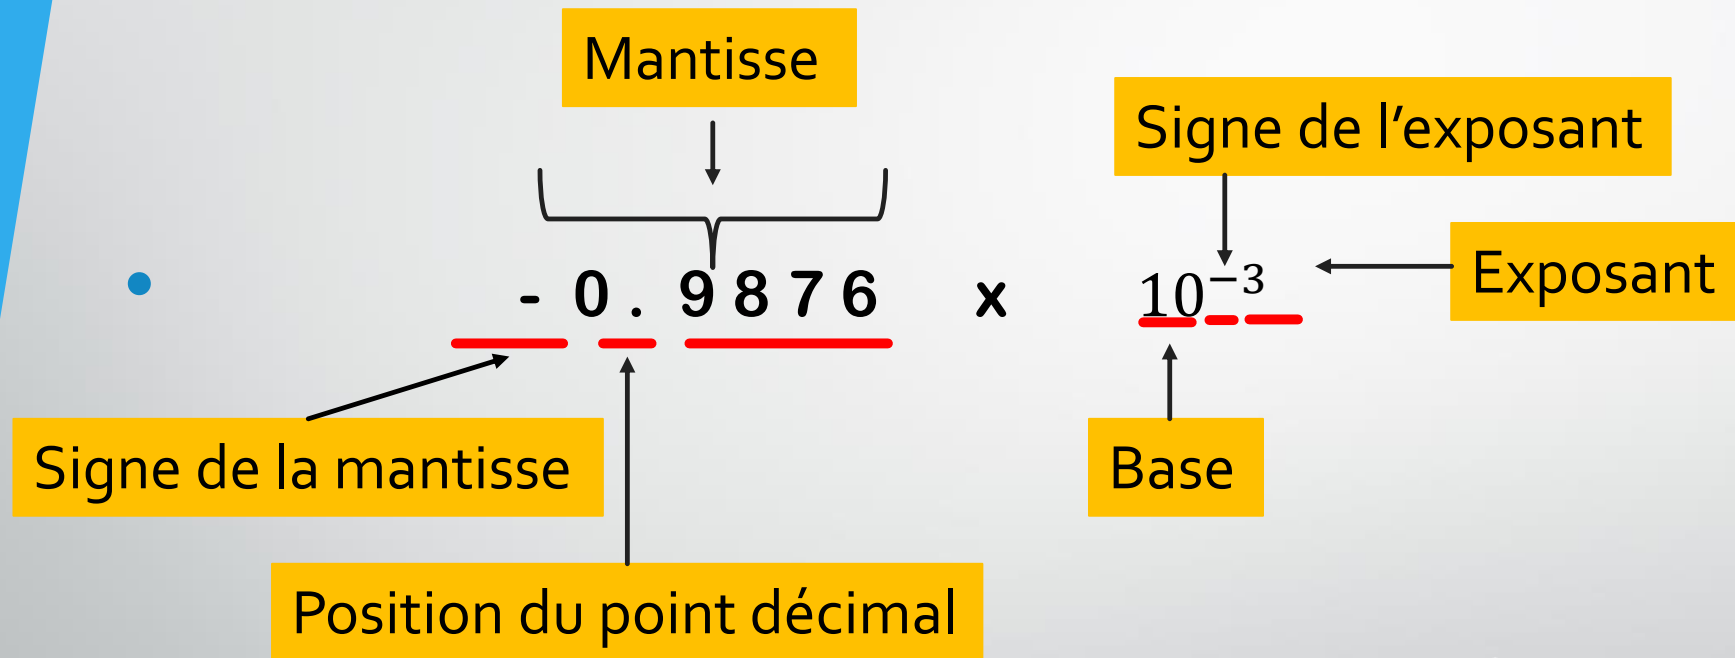 Mantisse
Signe de l'exposant
Exposant
- 0 . 9 8 7 6 x 10⁻³
Signe de la mantisse
Base
Position du point décimal